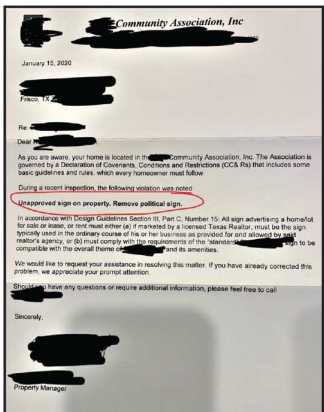 Community Association, Inc
January 15, 2020
Frisco, TX
Re:
Dear
As you are aware, your home is located in the Community Association, Inc. The Association is
governed by a Declaration of Covenants, Conditions and Restrictions (CC& Rs) that includes some
basic guidelines and rules, which every homeowner must follow.
During a recent inspection, the following violation was noted:
Unapproved sign on property. Remove political sign.
In accordance with Design Guidelines Section III, Part C, Number 15: All sign advertising a home/lot
for sale or lease, or rent must either (a) if marketed by a licensed Texas Realtor, must be the sign
typically used in the ordinary course of his or her business as provided for and allowed by said
realtor's agency, or (b) must comply with the requirements of the "standard sign to be
compatible with the overall theme of and its amenities.
We would like to request your assistance in resolving this matter. If you have already corrected this
problem, we appreciate your prompt attention.
Should you have any questions or require additional information, please feel free to call
Sincerely,
Property Manager